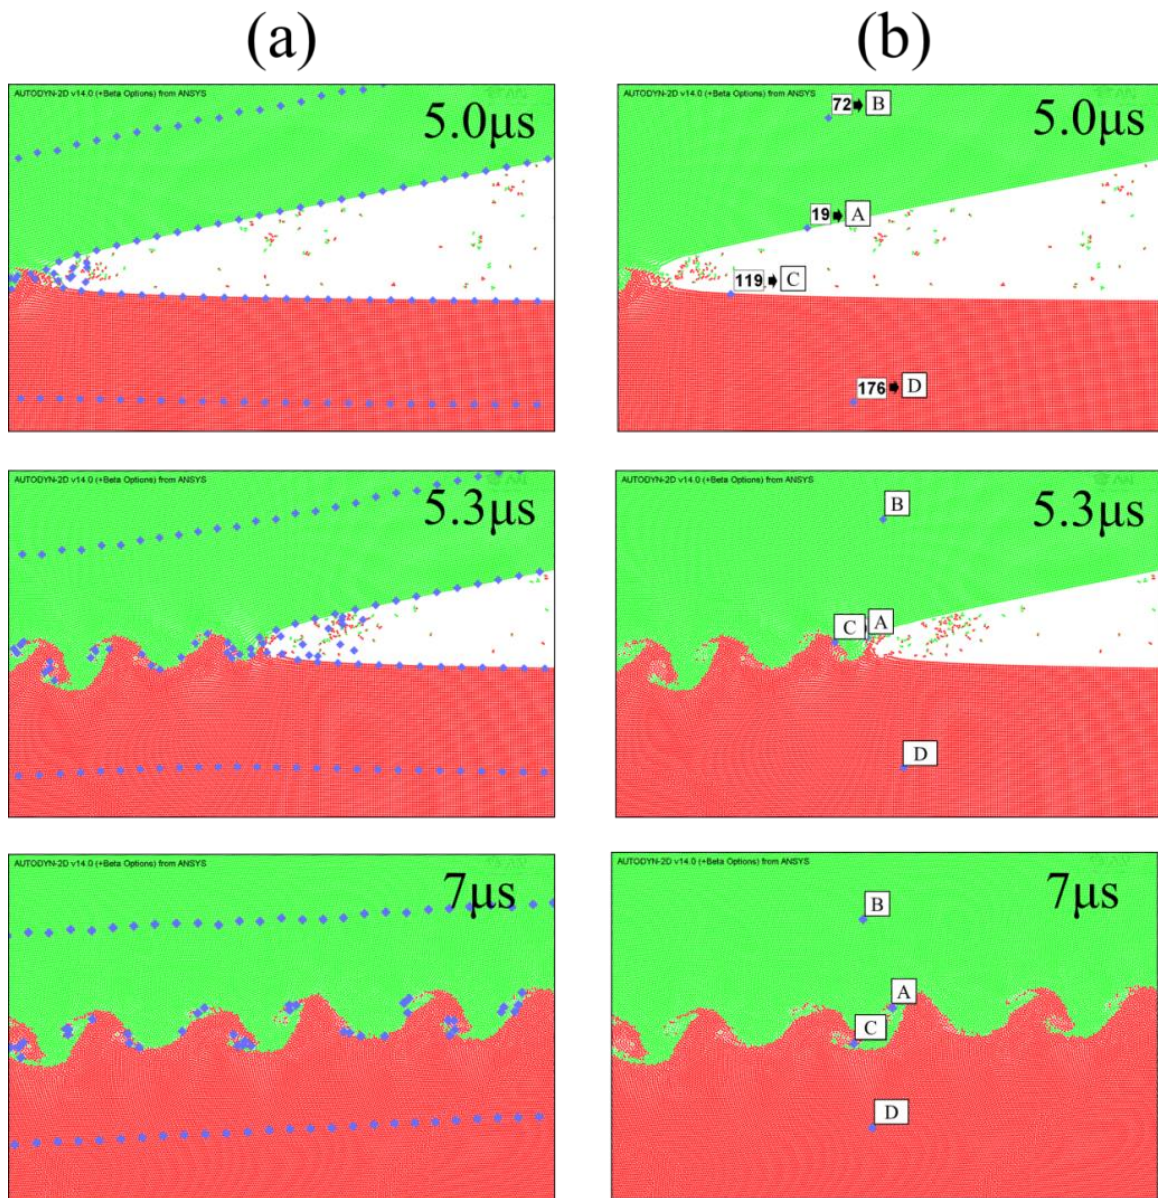 (a) (b)
AUTODYN-2D v14.0 (+Beta Options) from ANSYS
5.0μs
AUTODYN-2D v14.0 (+Beta Options) from ANSYS
72 B
5.0μs
19 A
119 C
176 D
AUTODYN-2D v14.0 (+Beta Options) from ANSYS
5.3μs
AUTODYN-2D v14.0 (+Beta Options) from ANSYS
B
5.3μs
C A
D
AUTODYN-2D v14.0 (+Beta Options) from ANSYS
7μs
AUTODYN-2D v14.0 (+Beta Options) from ANSYS
B
7μs
A
C
D